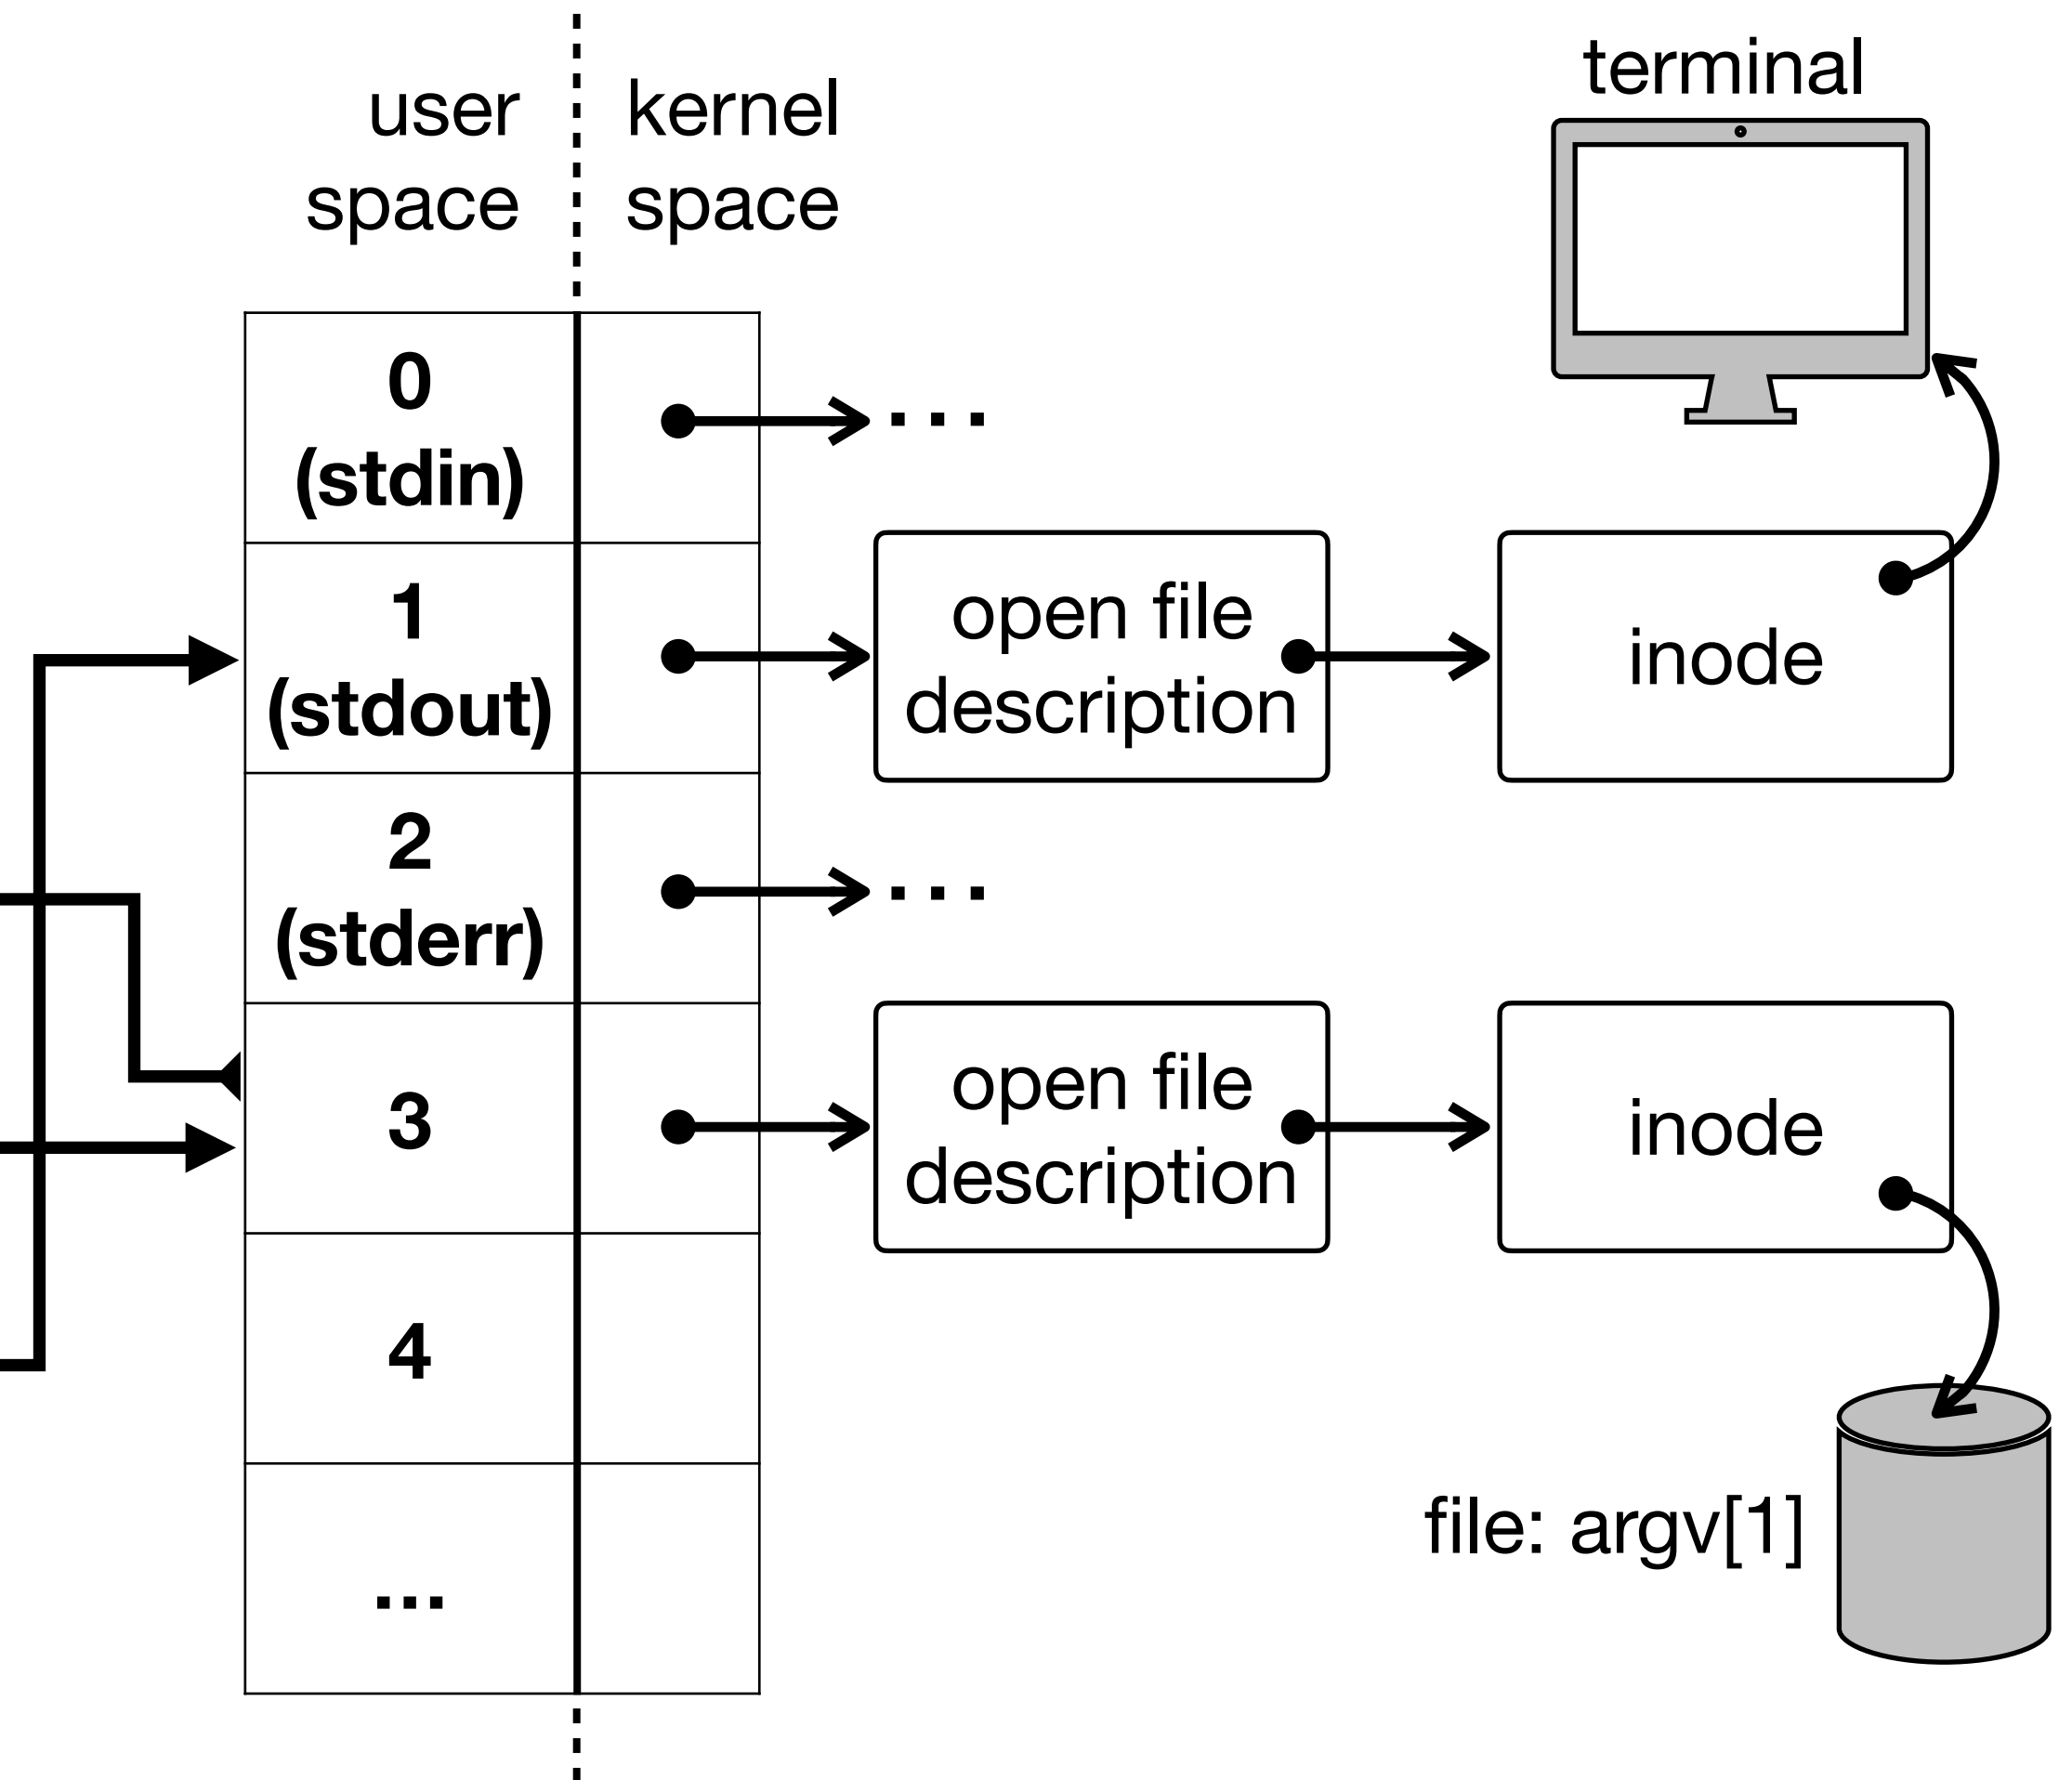 user
space
kernel
space
terminal
0
(stdin)
...
1
(stdout)
open file
description
inode
2
(stderr)
...
3
open file
description
inode
4
...
file: argv[1]